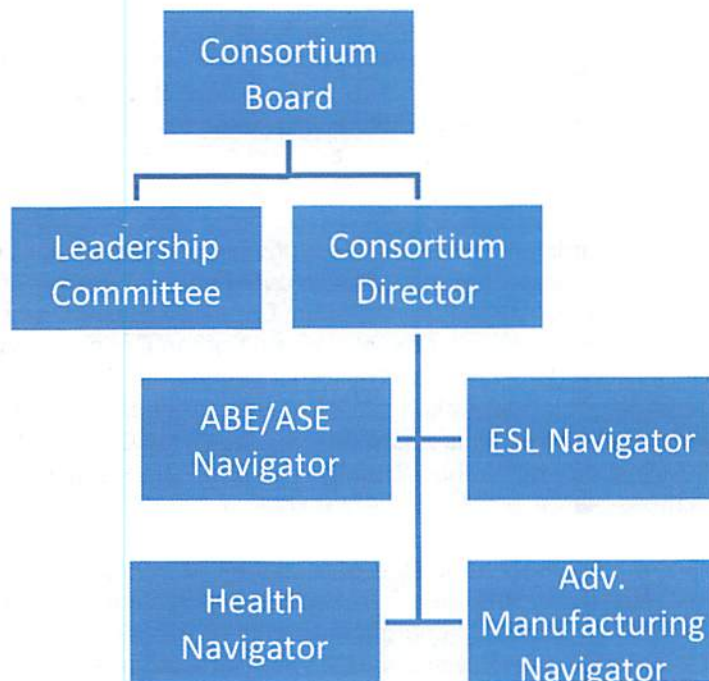 Consortium
Board
Leadership
Committee
Consortium
Director
ABE/ASE
Navigator
ESL Navigator
Health
Navigator
Adv.
Manufacturing
Navigator